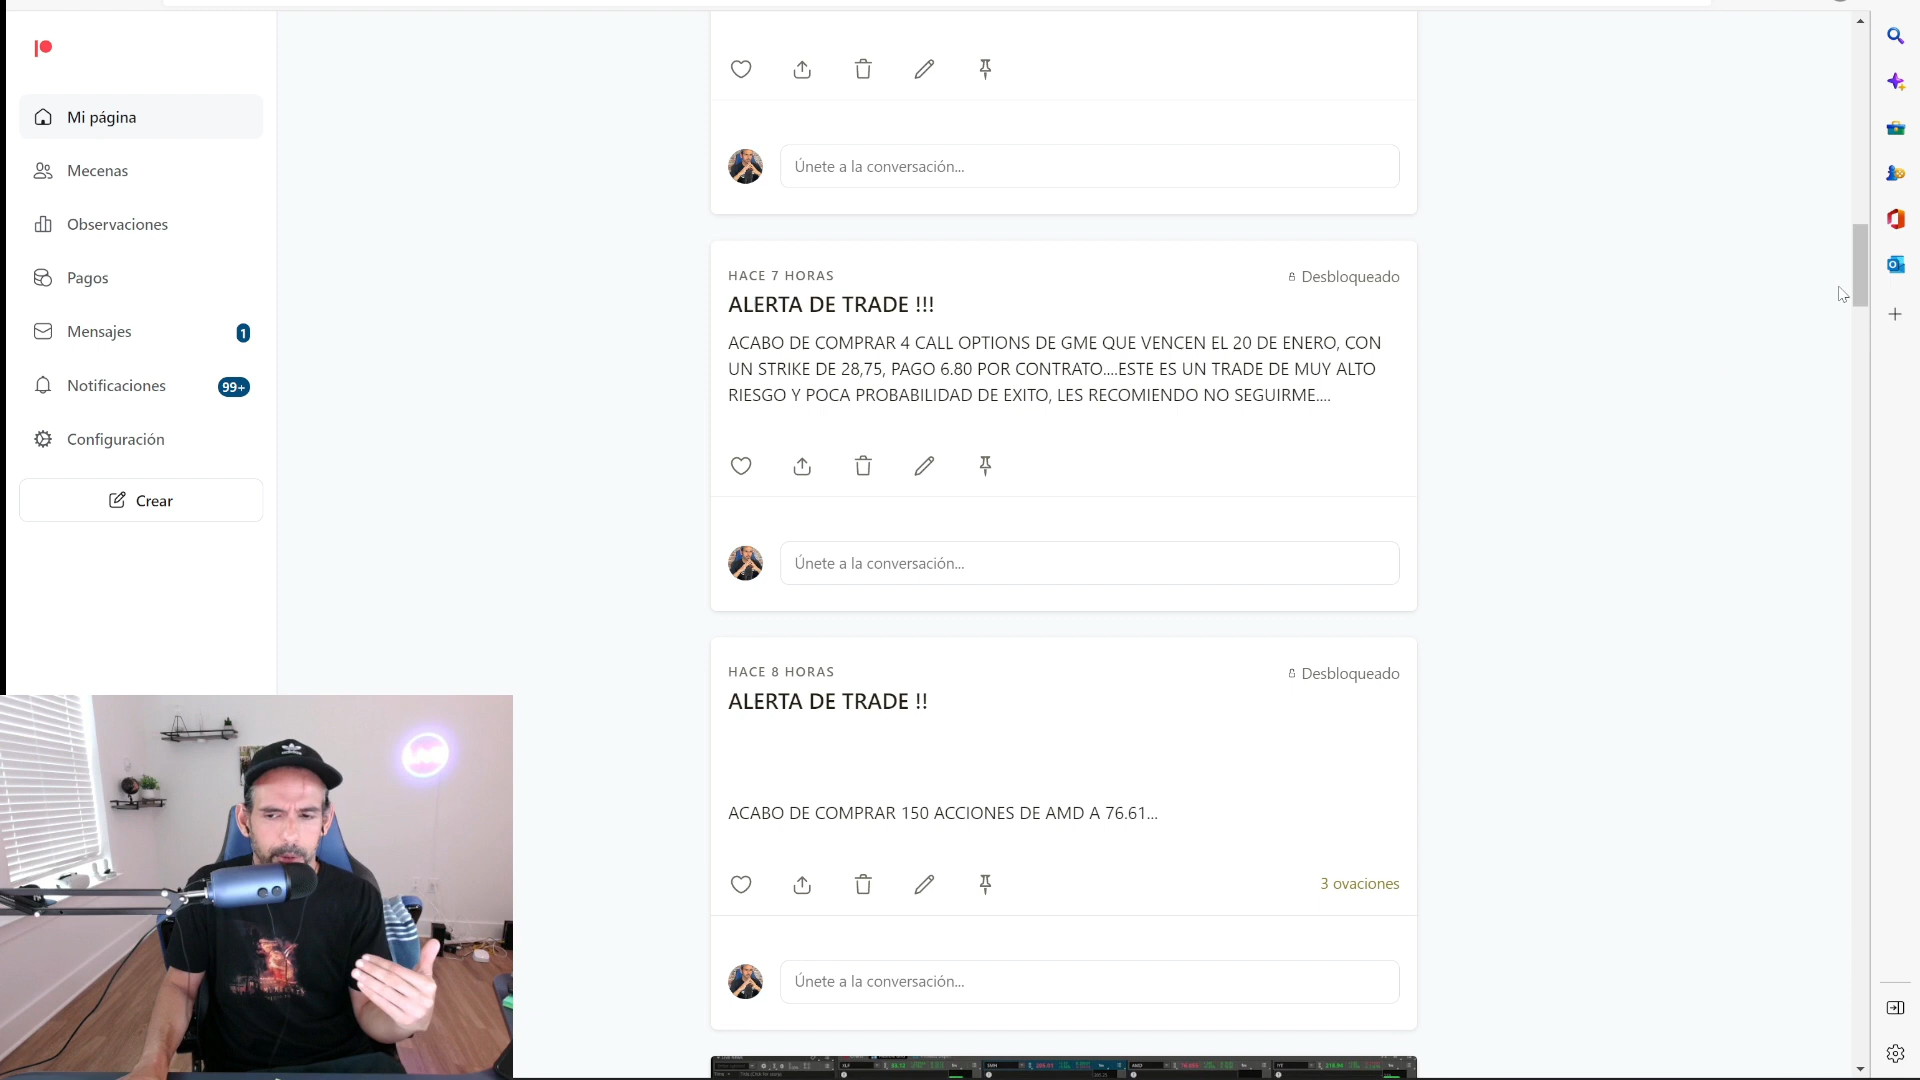 Mi página
Mecenas
Observaciones
Pagos
Mensajes
1
Notificaciones
99+
Configuración
Crear
Únete a la conversación...
HACE 7 HORAS
Desbloqueado
ALERTA DE TRADE !!!
ACABO DE COMPRAR 4 CALL OPTIONS DE GME QUE VENCEN EL 20 DE ENERO, CON
UN STRIKE DE 28,75, PAGO 6.80 POR CONTRATO....ESTE ES UN TRADE DE MUY ALTO
RIESGO Y POCA PROBABILIDAD DE EXITO, LES RECOMIENDO NO SEGUIRME....
Únete a la conversación...
HACE 8 HORAS
Desbloqueado
ALERTA DE TRADE !!
ACABO DE COMPRAR 150 ACCIONES DE AMD A 76.61...
3 ovaciones
Únete a la conversación...